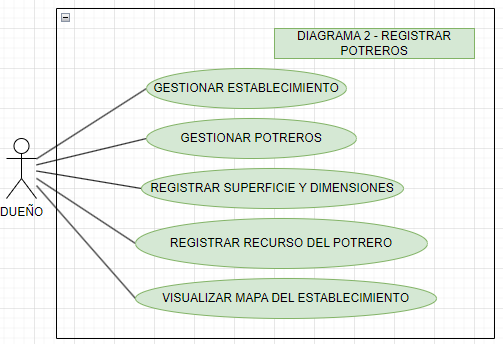 DIAGRAMA 2 - REGISTRAR
POTREROS
GESTIONAR ESTABLECIMIENTO
GESTIONAR POTREROS
REGISTRAR SUPERFICIE Y DIMENSIONES
DUEÑO
REGISTRAR RECURSO DEL POTRERO
VISUALIZAR MAPA DEL ESTABLECIMIENTO